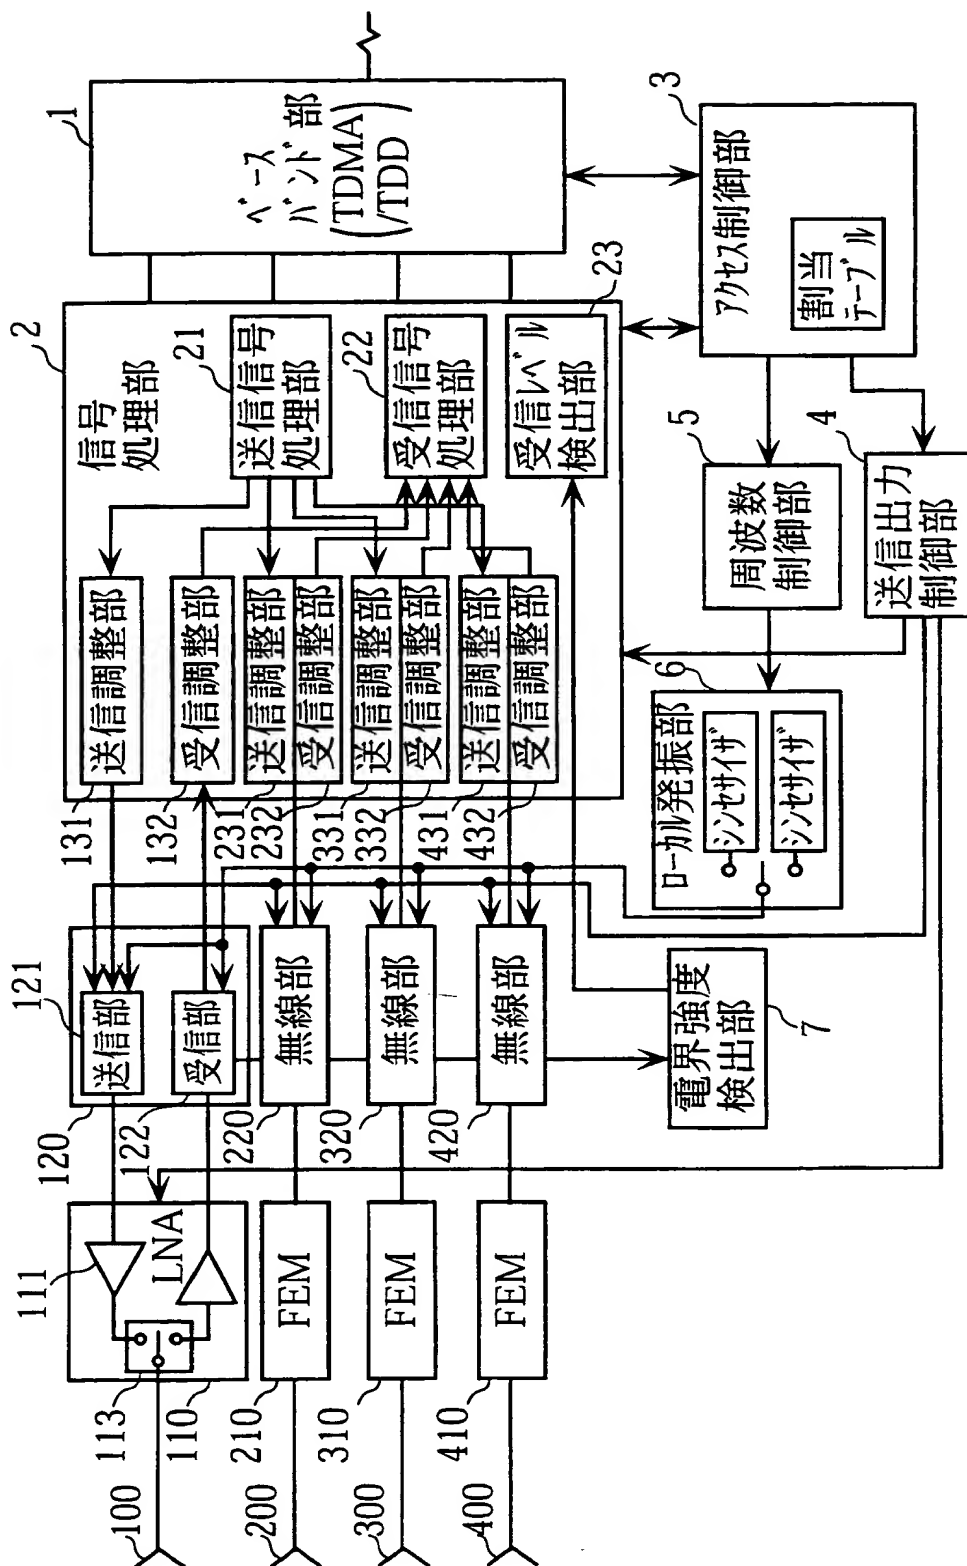 1
ベース
バンド部
(TDMA
/TDD)
2
信号
処理部
21
送信信号
処理部
22
受信信号
処理部
23
受信レベル
検出部
131
送信調整部
132
受信調整部
231
送信調整部
232
受信調整部
331
送信調整部
332
受信調整部
431
送信調整部
432
受信調整部
3
アクセス制御部
割当
テーブル
5
周波数
制御部
4
送信出力
制御部
6
ローカル発振部
シンセサイザ
シンセサイザ
7
電界強度
検出部
120
121
送信部
122
受信部
220
無線部
320
無線部
420
無線部
111
LNA
113
110
210
FEM
310
FEM
410
FEM
100
200
300
400